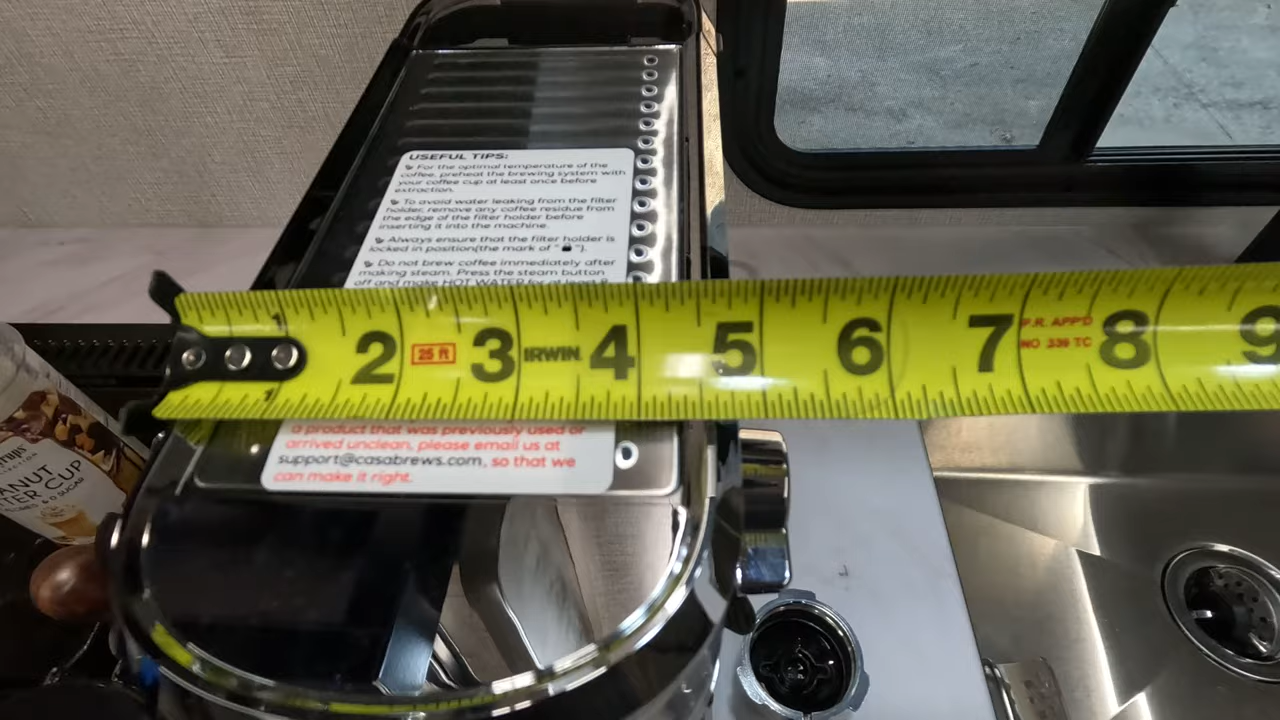 USEFUL TIPS:
For the optimal temperature of the
coffee, preheat the brewing system with
your coffee cup at least once before
extraction.
To avoid water leaking from the filter
holder, remove any coffee residue from
the edge of the filter holder before
inserting it into the machine.
Always ensure that the filter holder is
locked in position(the mark of " 🔒 ").
Do not brew coffee immediately after
making steam. Press the steam button
off and make HOT WATER for at least
1
2 25 ft 3 IRWIN 4 5 6 7 P.R. APP'D 8 9
NO 339 TC
1
a product that was previously used or
arrived unclean, please email us at
support@casabrews.com, so that we
can make it right.